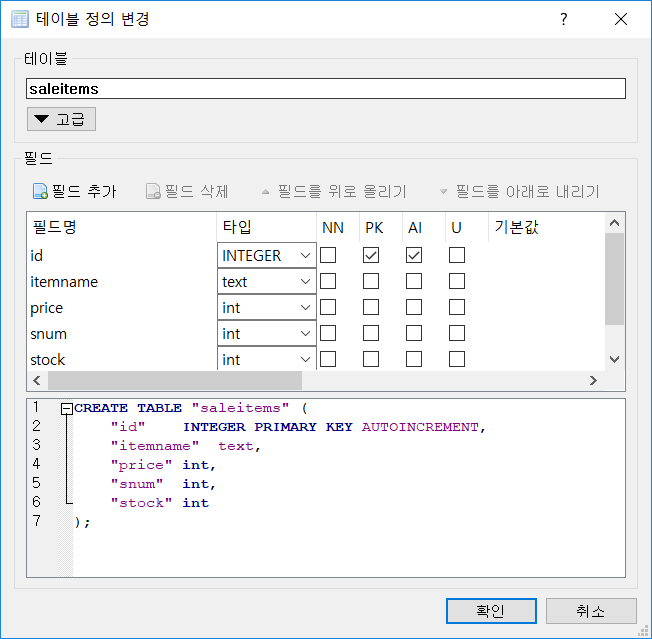 테이블 정의 변경 ?
테이블
saleitems
고급
필드
필드 추가 필드 삭제 필드를 위로 올리기 필드를 아래로 내리기
필드명 타입 NN PK AI U 기본값
id INTEGER
itemname text
price int
snum int
stock int
1 CREATE TABLE "saleitems" (
2 "id" INTEGER PRIMARY KEY AUTOINCREMENT,
3 "itemname" text,
4 "price" int,
5 "snum" int,
6 "stock" int
7 );
확인 취소